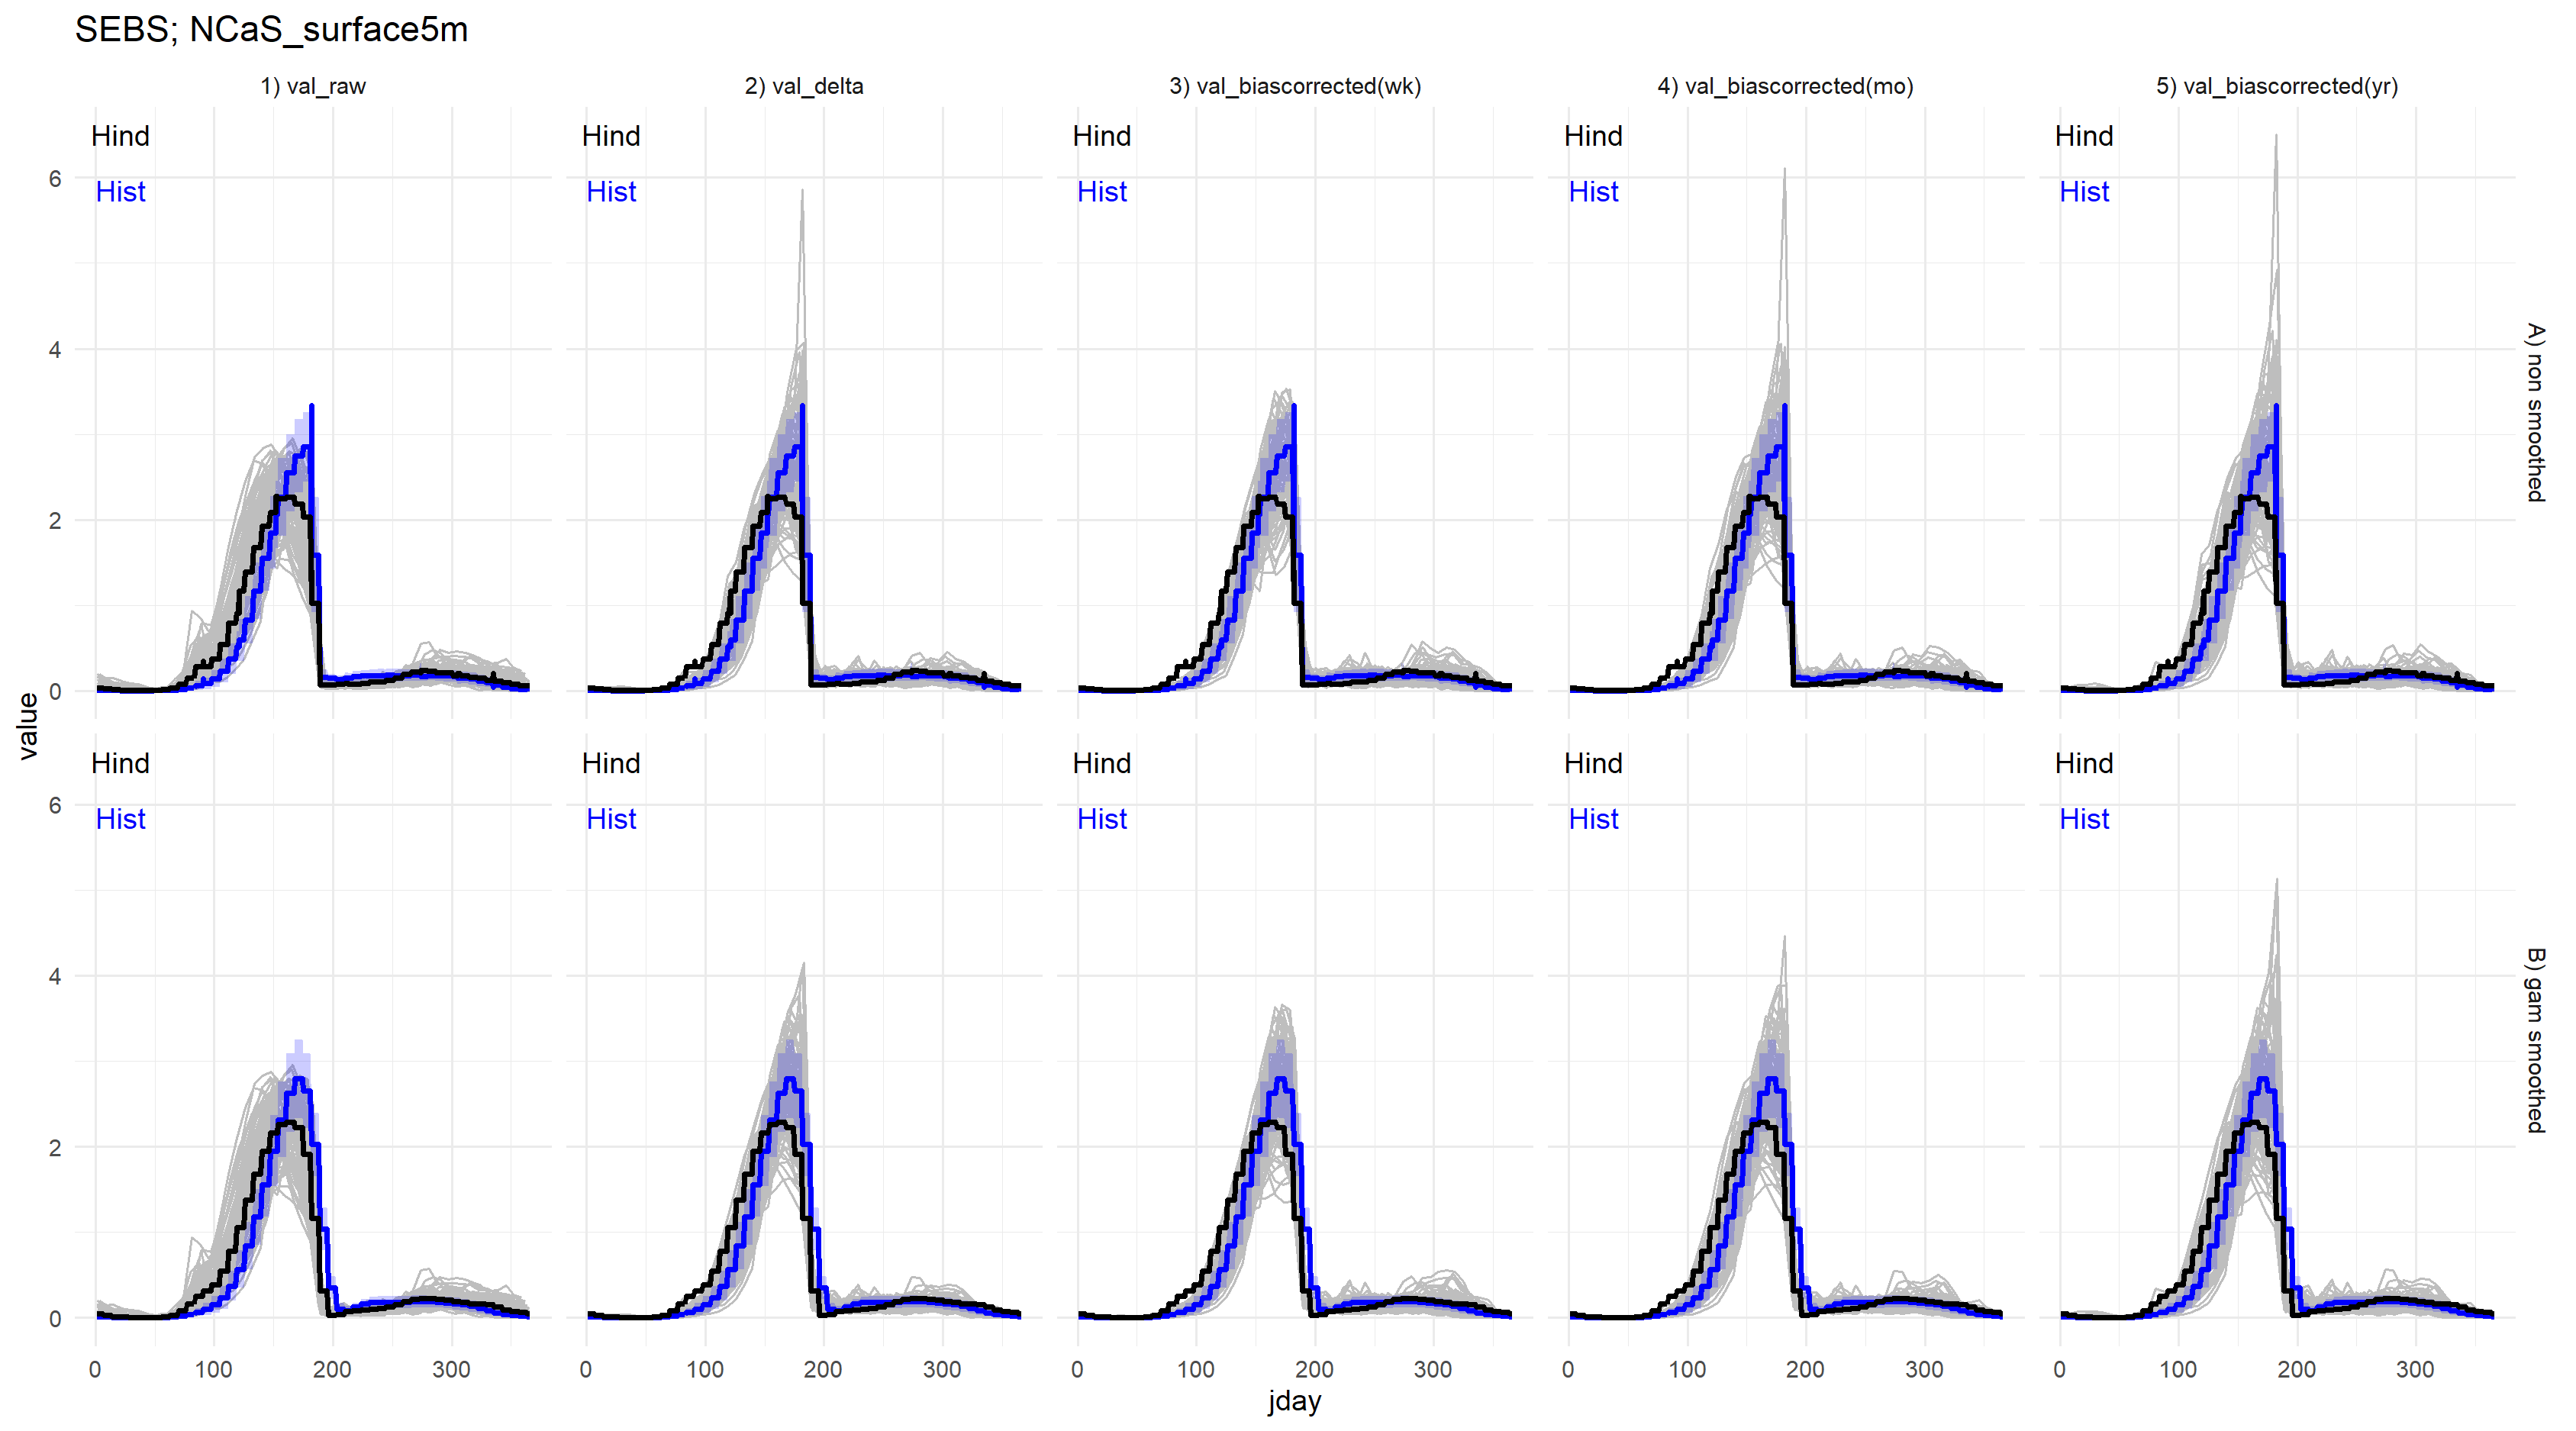 SEBS; NCaS_surface5m
1) val_raw
2) val_delta
3) val_biascorrected(wk)
4) val_biascorrected(mo)
5) val_biascorrected(yr)
Hind
Hind
Hind
Hind
Hind
Hist
Hist
Hist
Hist
Hist
6
4
2
0
A) non smoothed
value
Hind
Hind
Hind
Hind
Hind
Hist
Hist
Hist
Hist
Hist
6
4
2
0
B) gam smoothed
0 100 200 300
0 100 200 300
0 100 200 300
0 100 200 300
0 100 200 300
jday